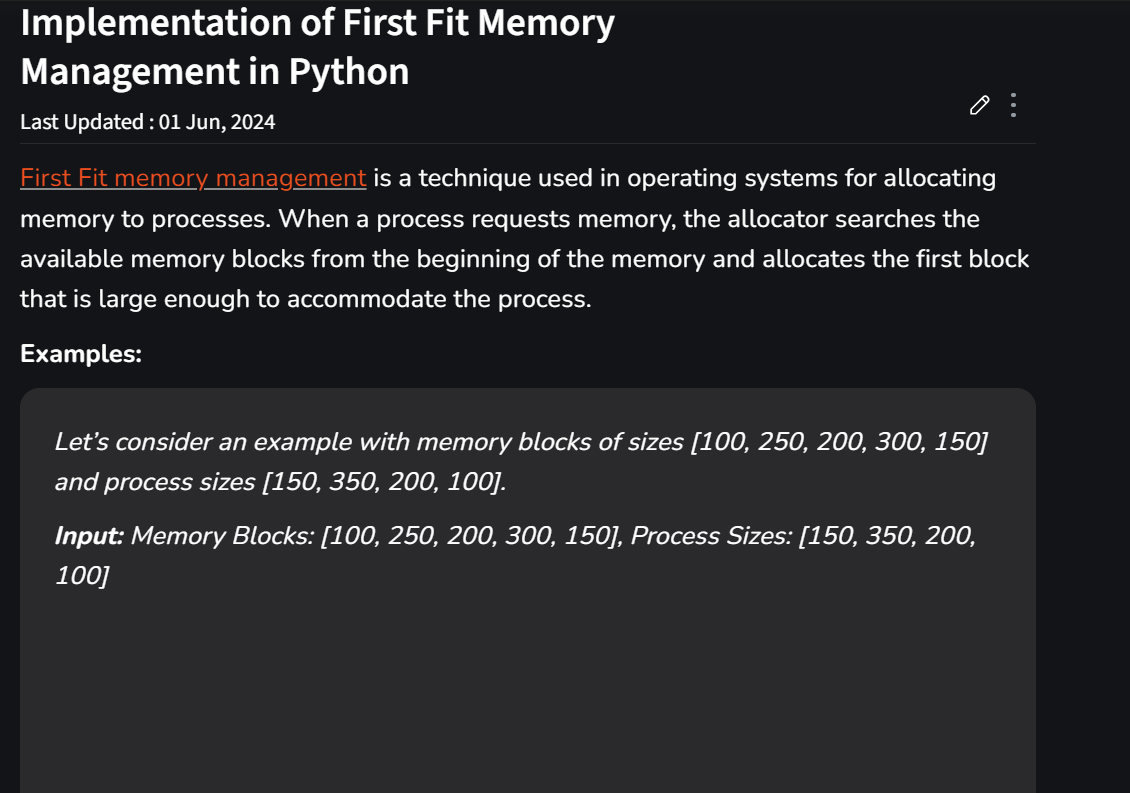 Implementation of First Fit Memory
Management in Python
Last Updated : 01 Jun, 2024
First Fit memory management is a technique used in operating systems for allocating
memory to processes. When a process requests memory, the allocator searches the
available memory blocks from the beginning of the memory and allocates the first block
that is large enough to accommodate the process.
Examples:
Let’s consider an example with memory blocks of sizes [100, 250, 200, 300, 150]
and process sizes [150, 350, 200, 100].
Input: Memory Blocks: [100, 250, 200, 300, 150], Process Sizes: [150, 350, 200,
100]